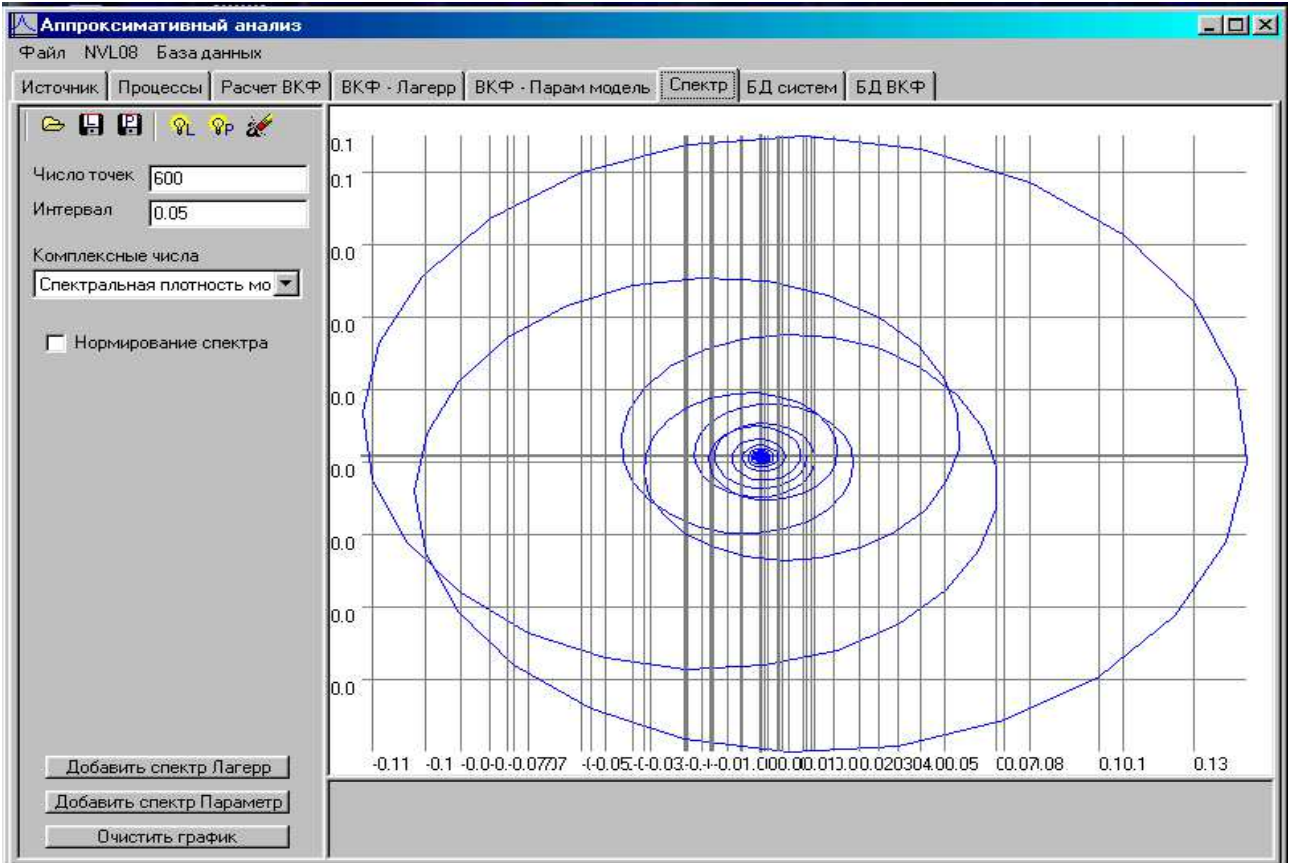 Аппроксимативный анализ
Файл NVL08 База данных
Источник Процессы Расчет ВКФ ВКФ - Лагерр ВКФ - Парам модель Спектр БД систем БД ВКФ
L P
Число точек 600
Интервал 0.05
Комплексные числа
Спектральная плотность мо
Нормирование спектра
Добавить спектр Лагерр
Добавить спектр Параметр
Очистить график
0.1
0.1
0.0
0.0
0.0
0.0
0.0
0.0
0.0
-0.11 -0.1 0.10.1 0.13